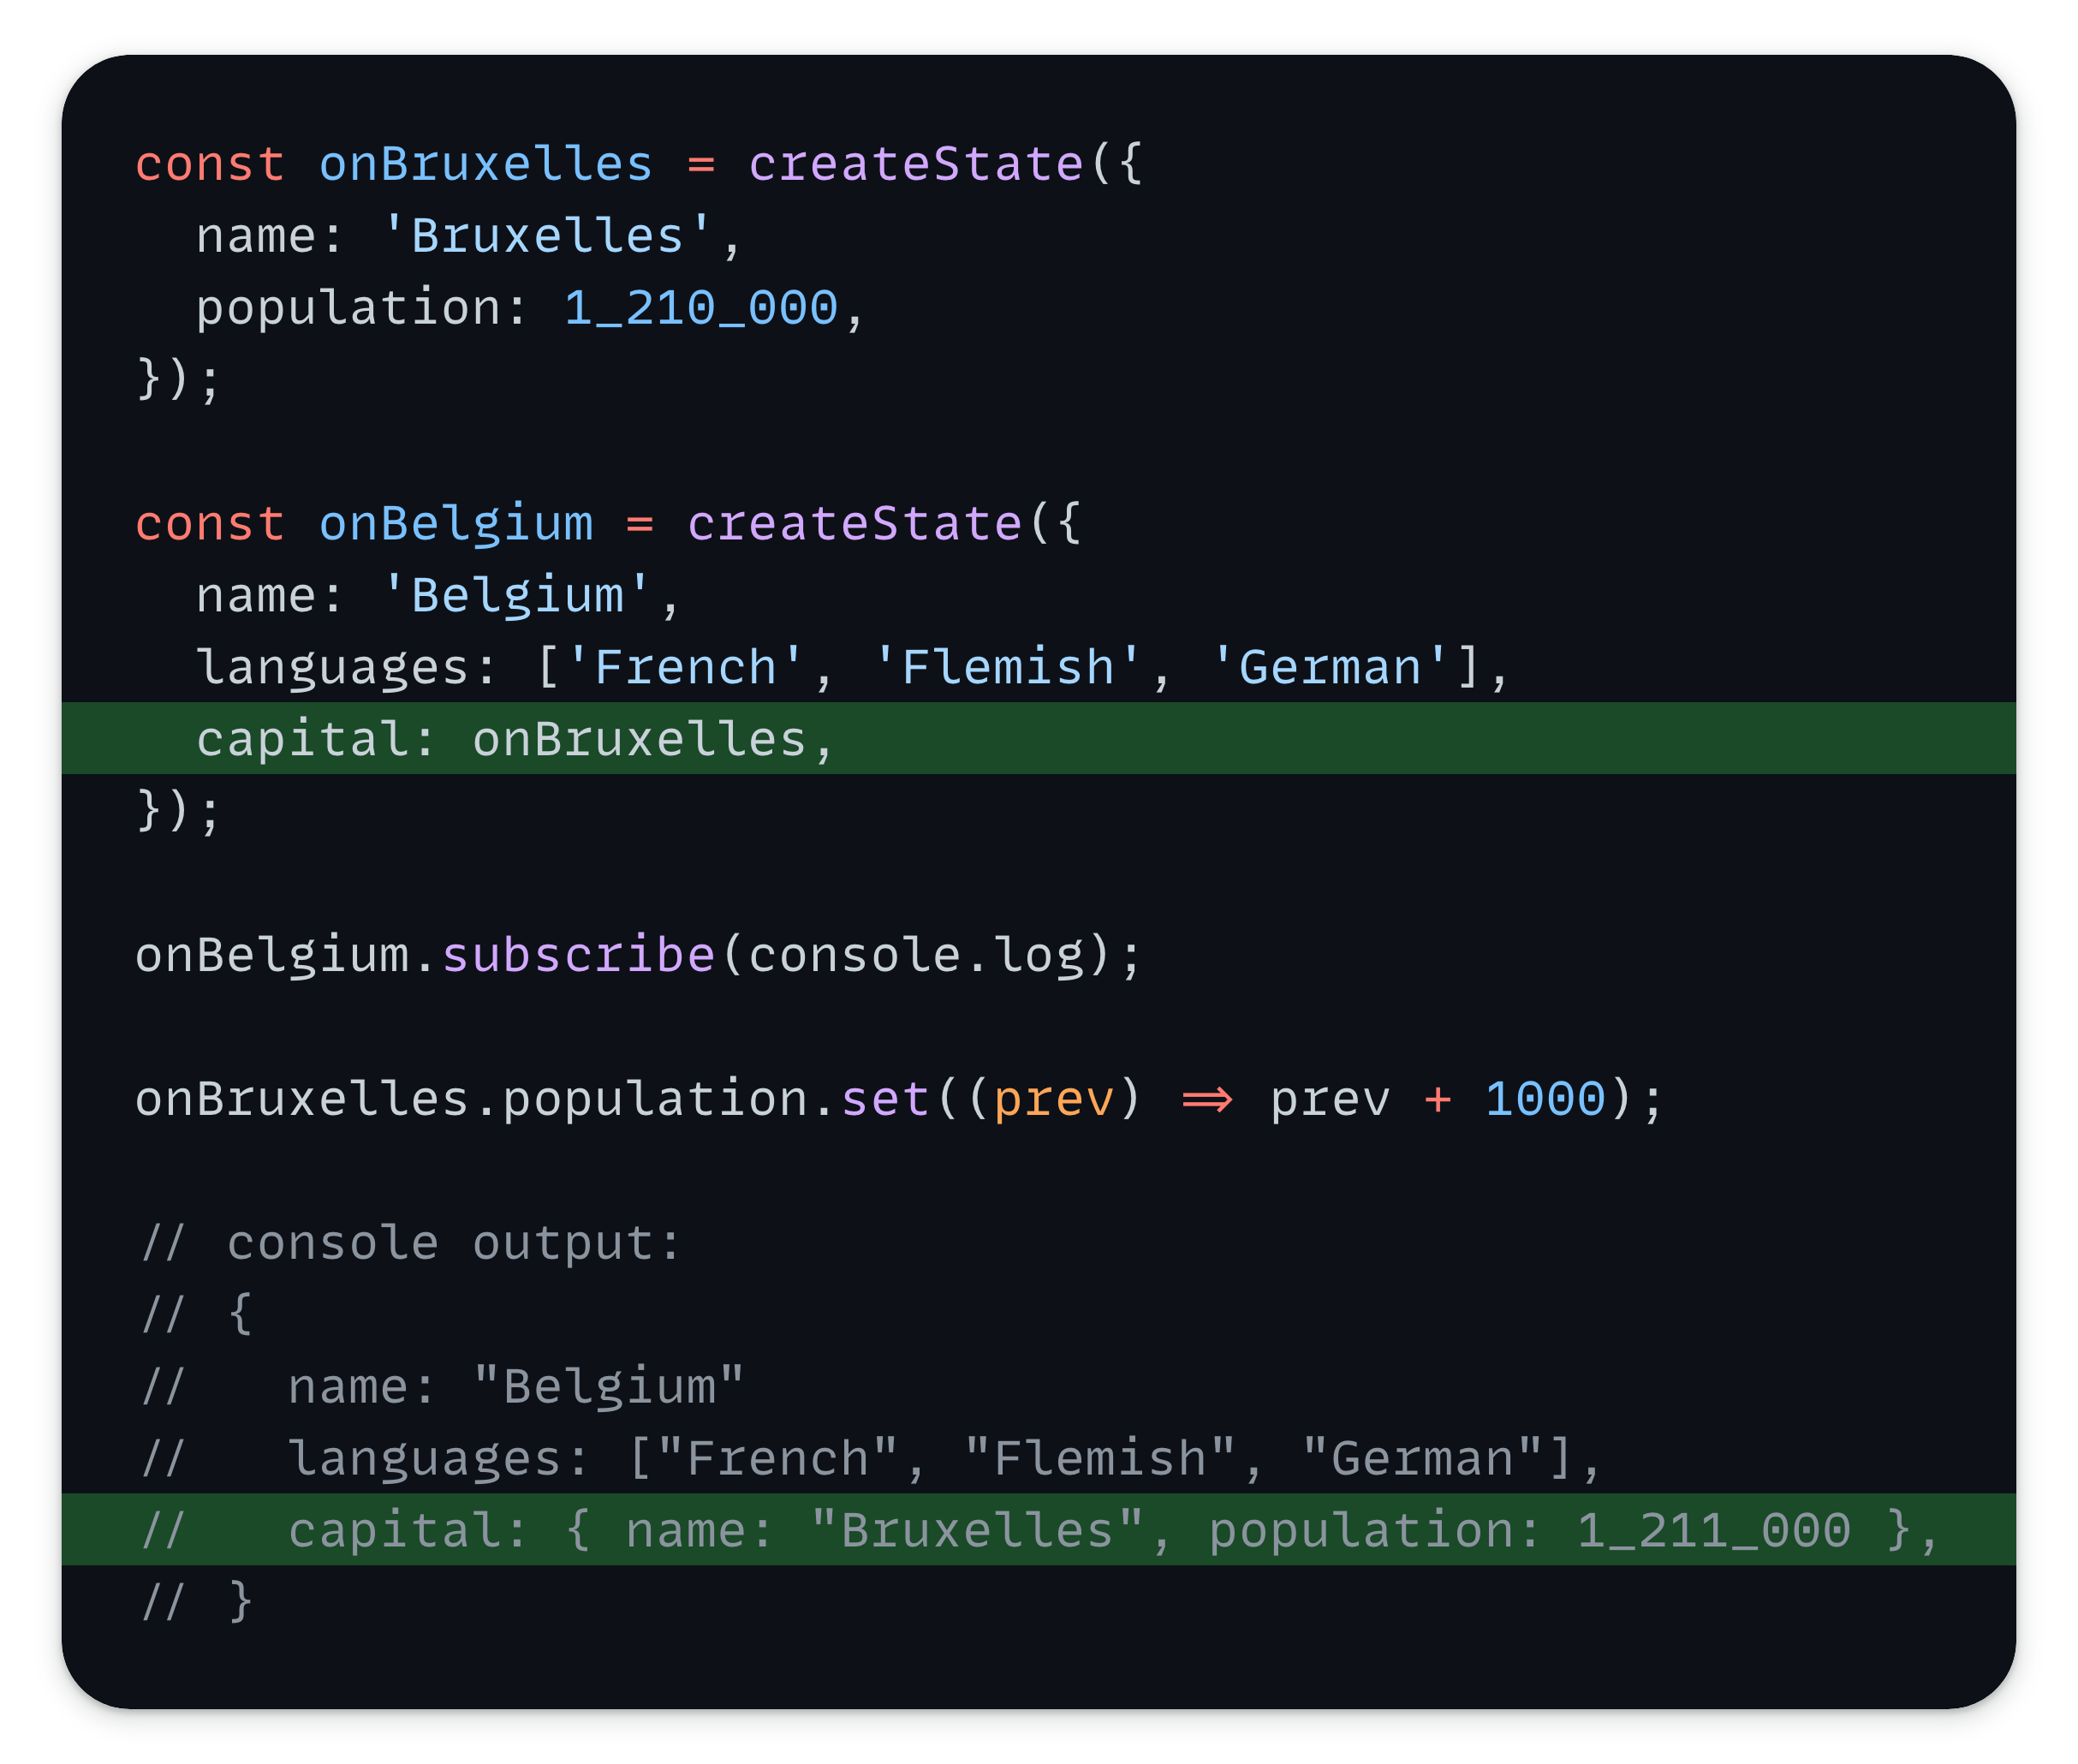 const onBruxelles = createState({
  name: 'Bruxelles',
  population: 1_210_000,
});

const onBelgium = createState({
  name: 'Belgium',
  languages: ['French', 'Flemish', 'German'],
  capital: onBruxelles,
});

onBelgium.subscribe(console.log);

onBruxelles.population.set((prev) => prev + 1000);

// console output:
// {
//   name: "Belgium"
//   languages: ["French", "Flemish", "German"],
//   capital: { name: "Bruxelles", population: 1_211_000 },
// }